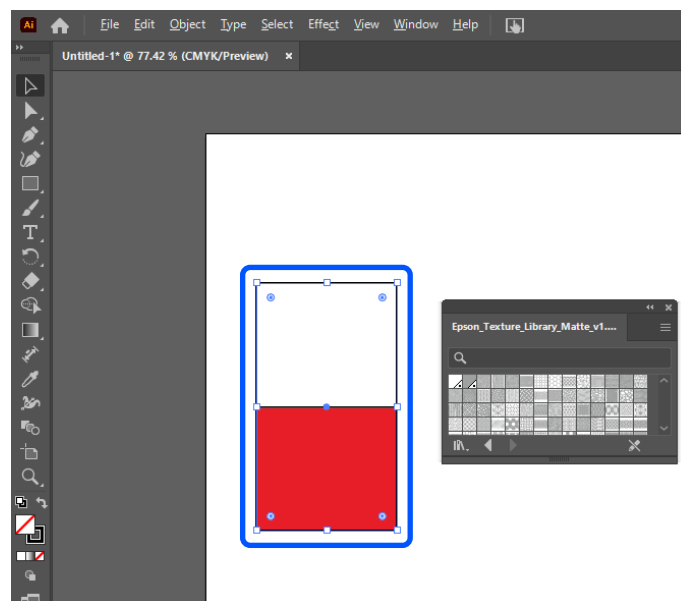 Ai File Edit Object Type Select Effect View Window Help
Untitled-1* @ 77.42 % (CMYK/Preview) ×
Epson_Texture_Library_Matte_v1....